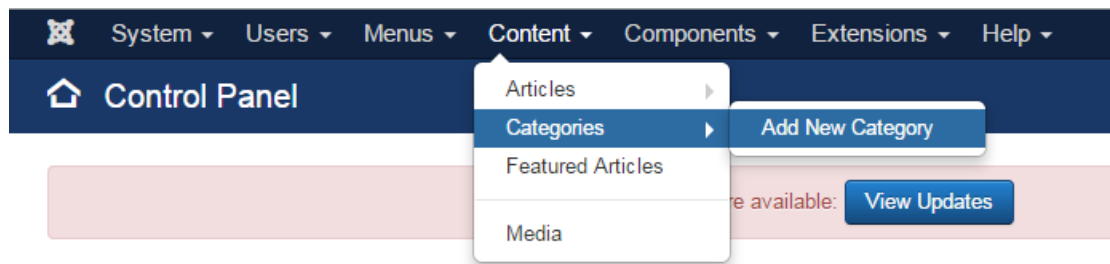 System Users Menus Content Components Extensions Help
Control Panel
Articles
Categories Add New Category
Featured Articles
available: View Updates
Media